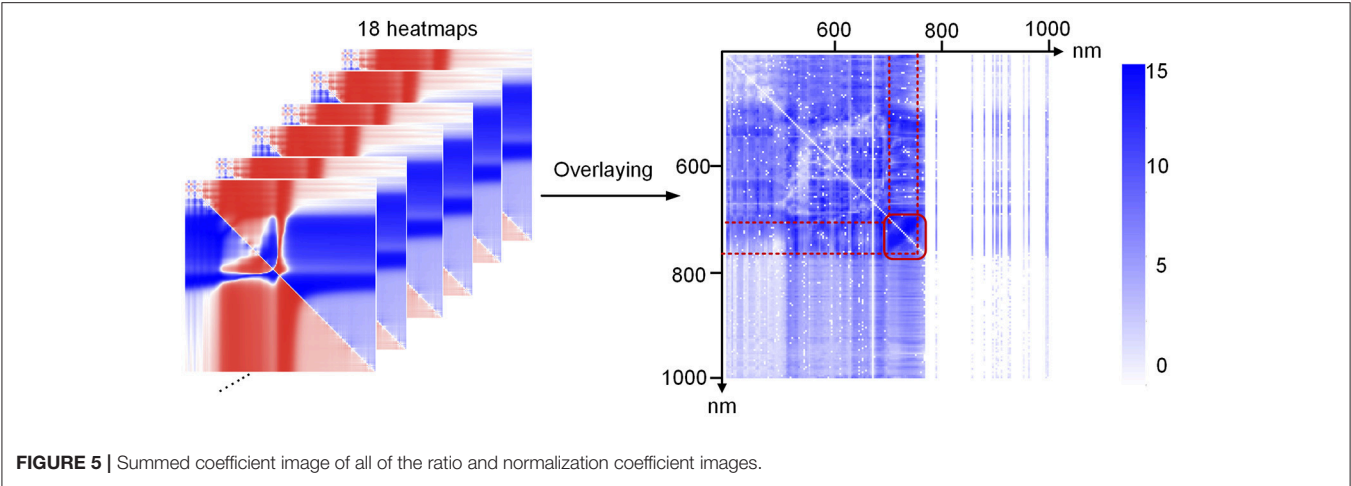 18 heatmaps
Overlaying
600
800
1000
nm
600
800
1000
nm
15
10
5
0
FIGURE 5 | Summed coefficient image of all of the ratio and normalization coefficient images.